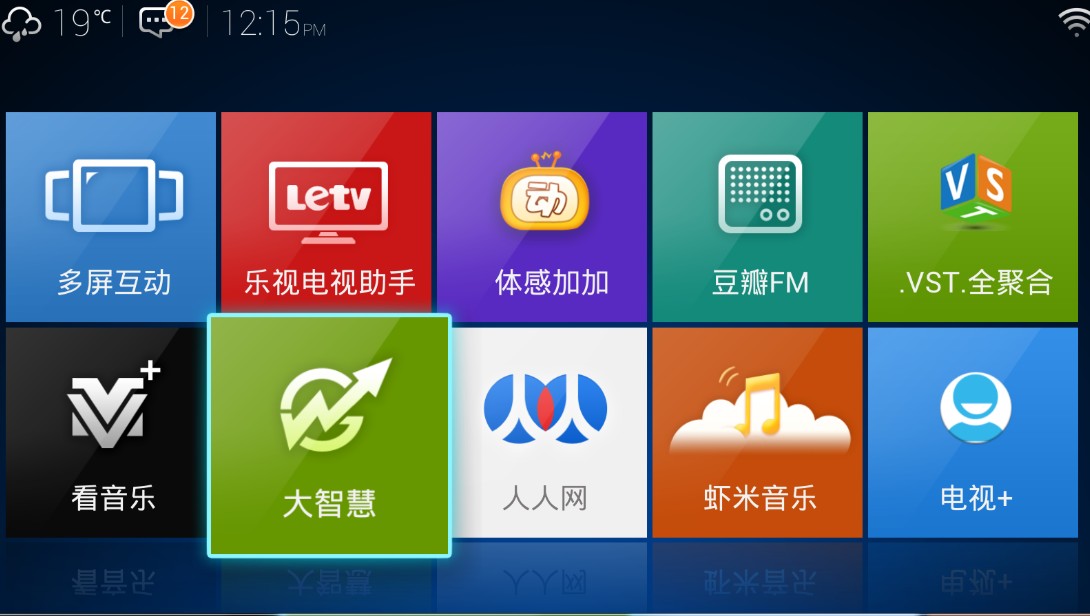 19℃
12
12:15PM
Letv
动
VST
多屏互动
乐视电视助手
体感加加
豆瓣FM
.VST.全聚合
看音乐
大智慧
人人网
虾米音乐
电视+